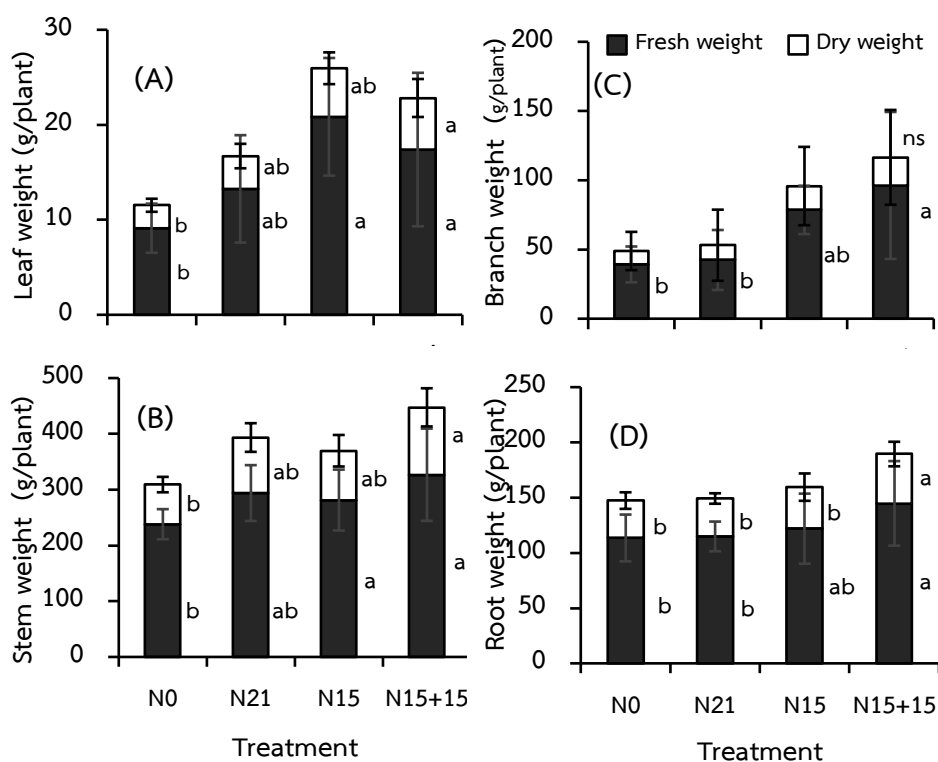 (A)
Leaf weight (g/plant)
30
20
10
0
b
b
ab
ab
ab
a
a
a
Fresh weight
Dry weight
(C)
Branch weight (g/plant)
200
150
100
50
0
b
b
ab
ns
a
(B)
Stem weight (g/plant)
500
400
300
200
100
0
b
b
ab
ab
ab
a
a
a
N0 N21 N15 N15+15
Treatment
(D)
Root weight (g/plant)
250
200
150
100
50
0
b
b
b
b
b
ab
a
a
N0 N21 N15 N15+15
Treatment